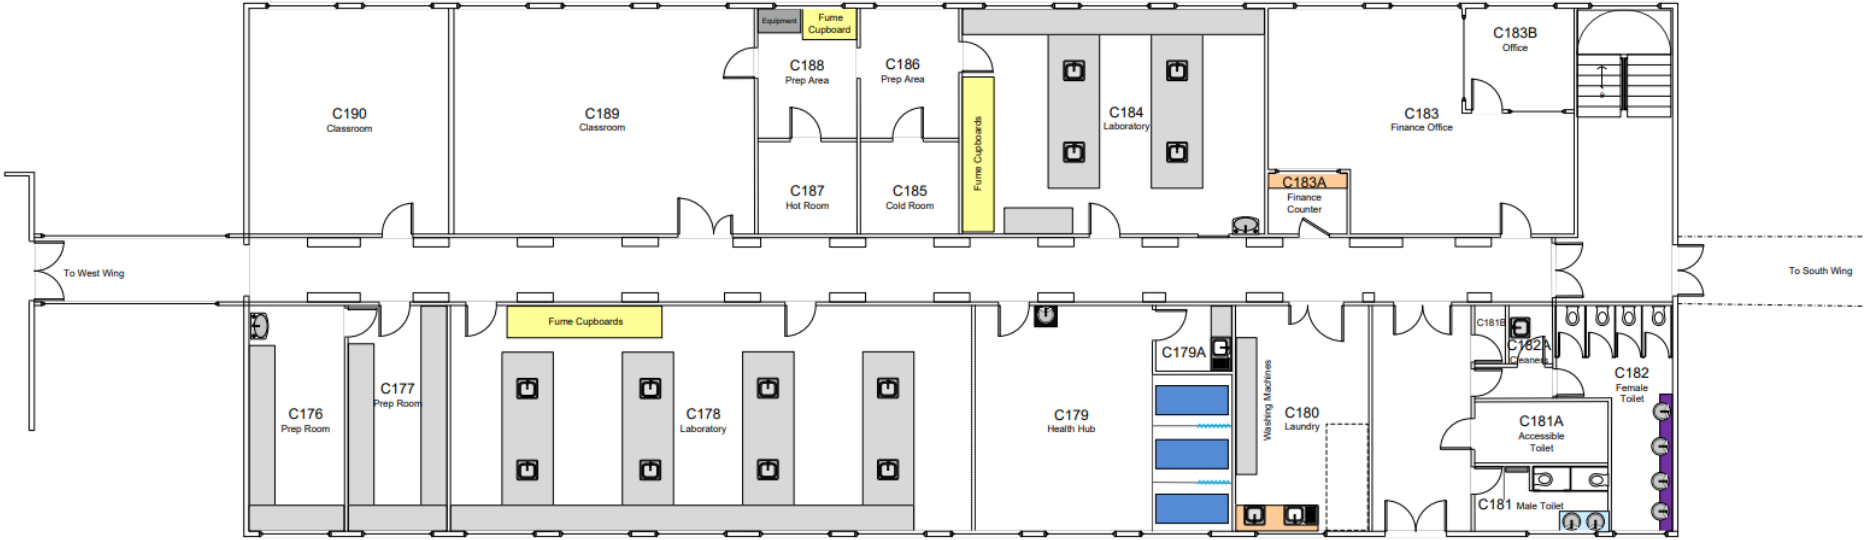 C190
Classroom
C189
Classroom
Equipment
Fume
Cupboard
C188
Prep Area
C186
Prep Area
C187
Hot Room
C185
Cold Room
Fume Cupboards
C184
Laboratory
C183
Finance Office
C183B
Office
C183A
Finance
Counter
To West Wing
To South Wing
C176
Prep Room
C177
Prep Room
Fume Cupboards
C178
Laboratory
C179
Health Hub
C179A
Washing Machines
C180
Laundry
C181B
C182A
Cleaners
C182
Female
Toilet
C181A
Accessible
Toilet
C181 Male Toilet